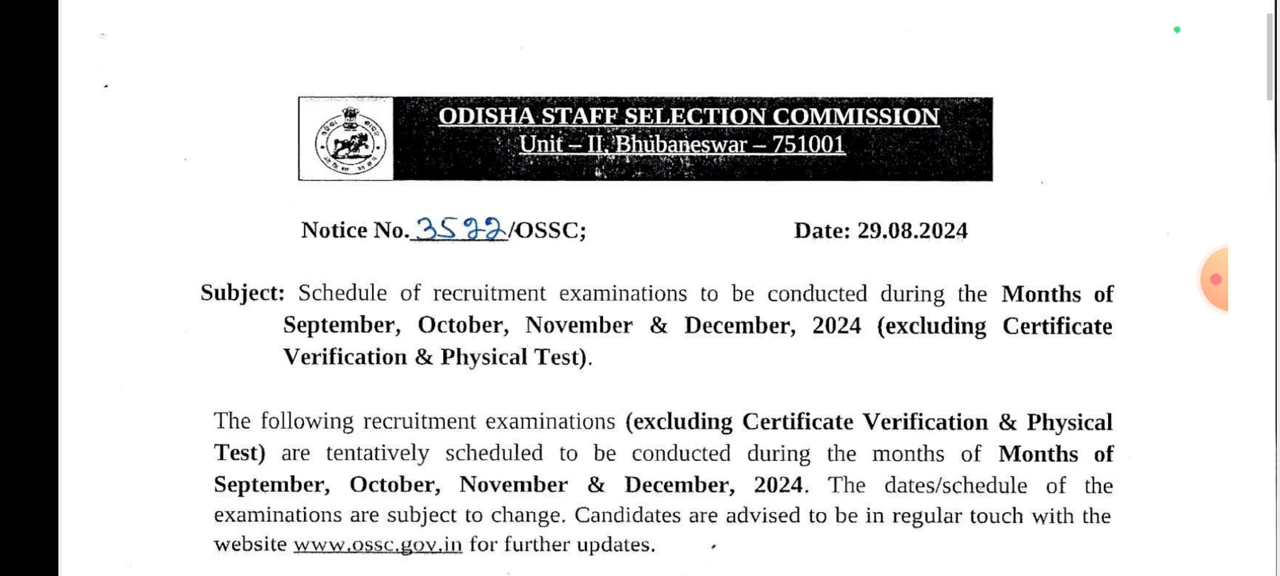 ODISHA STAFF SELECTION COMMISSION
Unit – II, Bhubaneswar – 751001
Notice No. 3522/OSSC;
Date: 29.08.2024
Subject: Schedule of recruitment examinations to be conducted during the Months of
September, October, November & December, 2024 (excluding Certificate
Verification & Physical Test).
The following recruitment examinations (excluding Certificate Verification & Physical
Test) are tentatively scheduled to be conducted during the months of Months of
September, October, November & December, 2024. The dates/schedule of the
examinations are subject to change. Candidates are advised to be in regular touch with the
website www.ossc.gov.in for further updates.